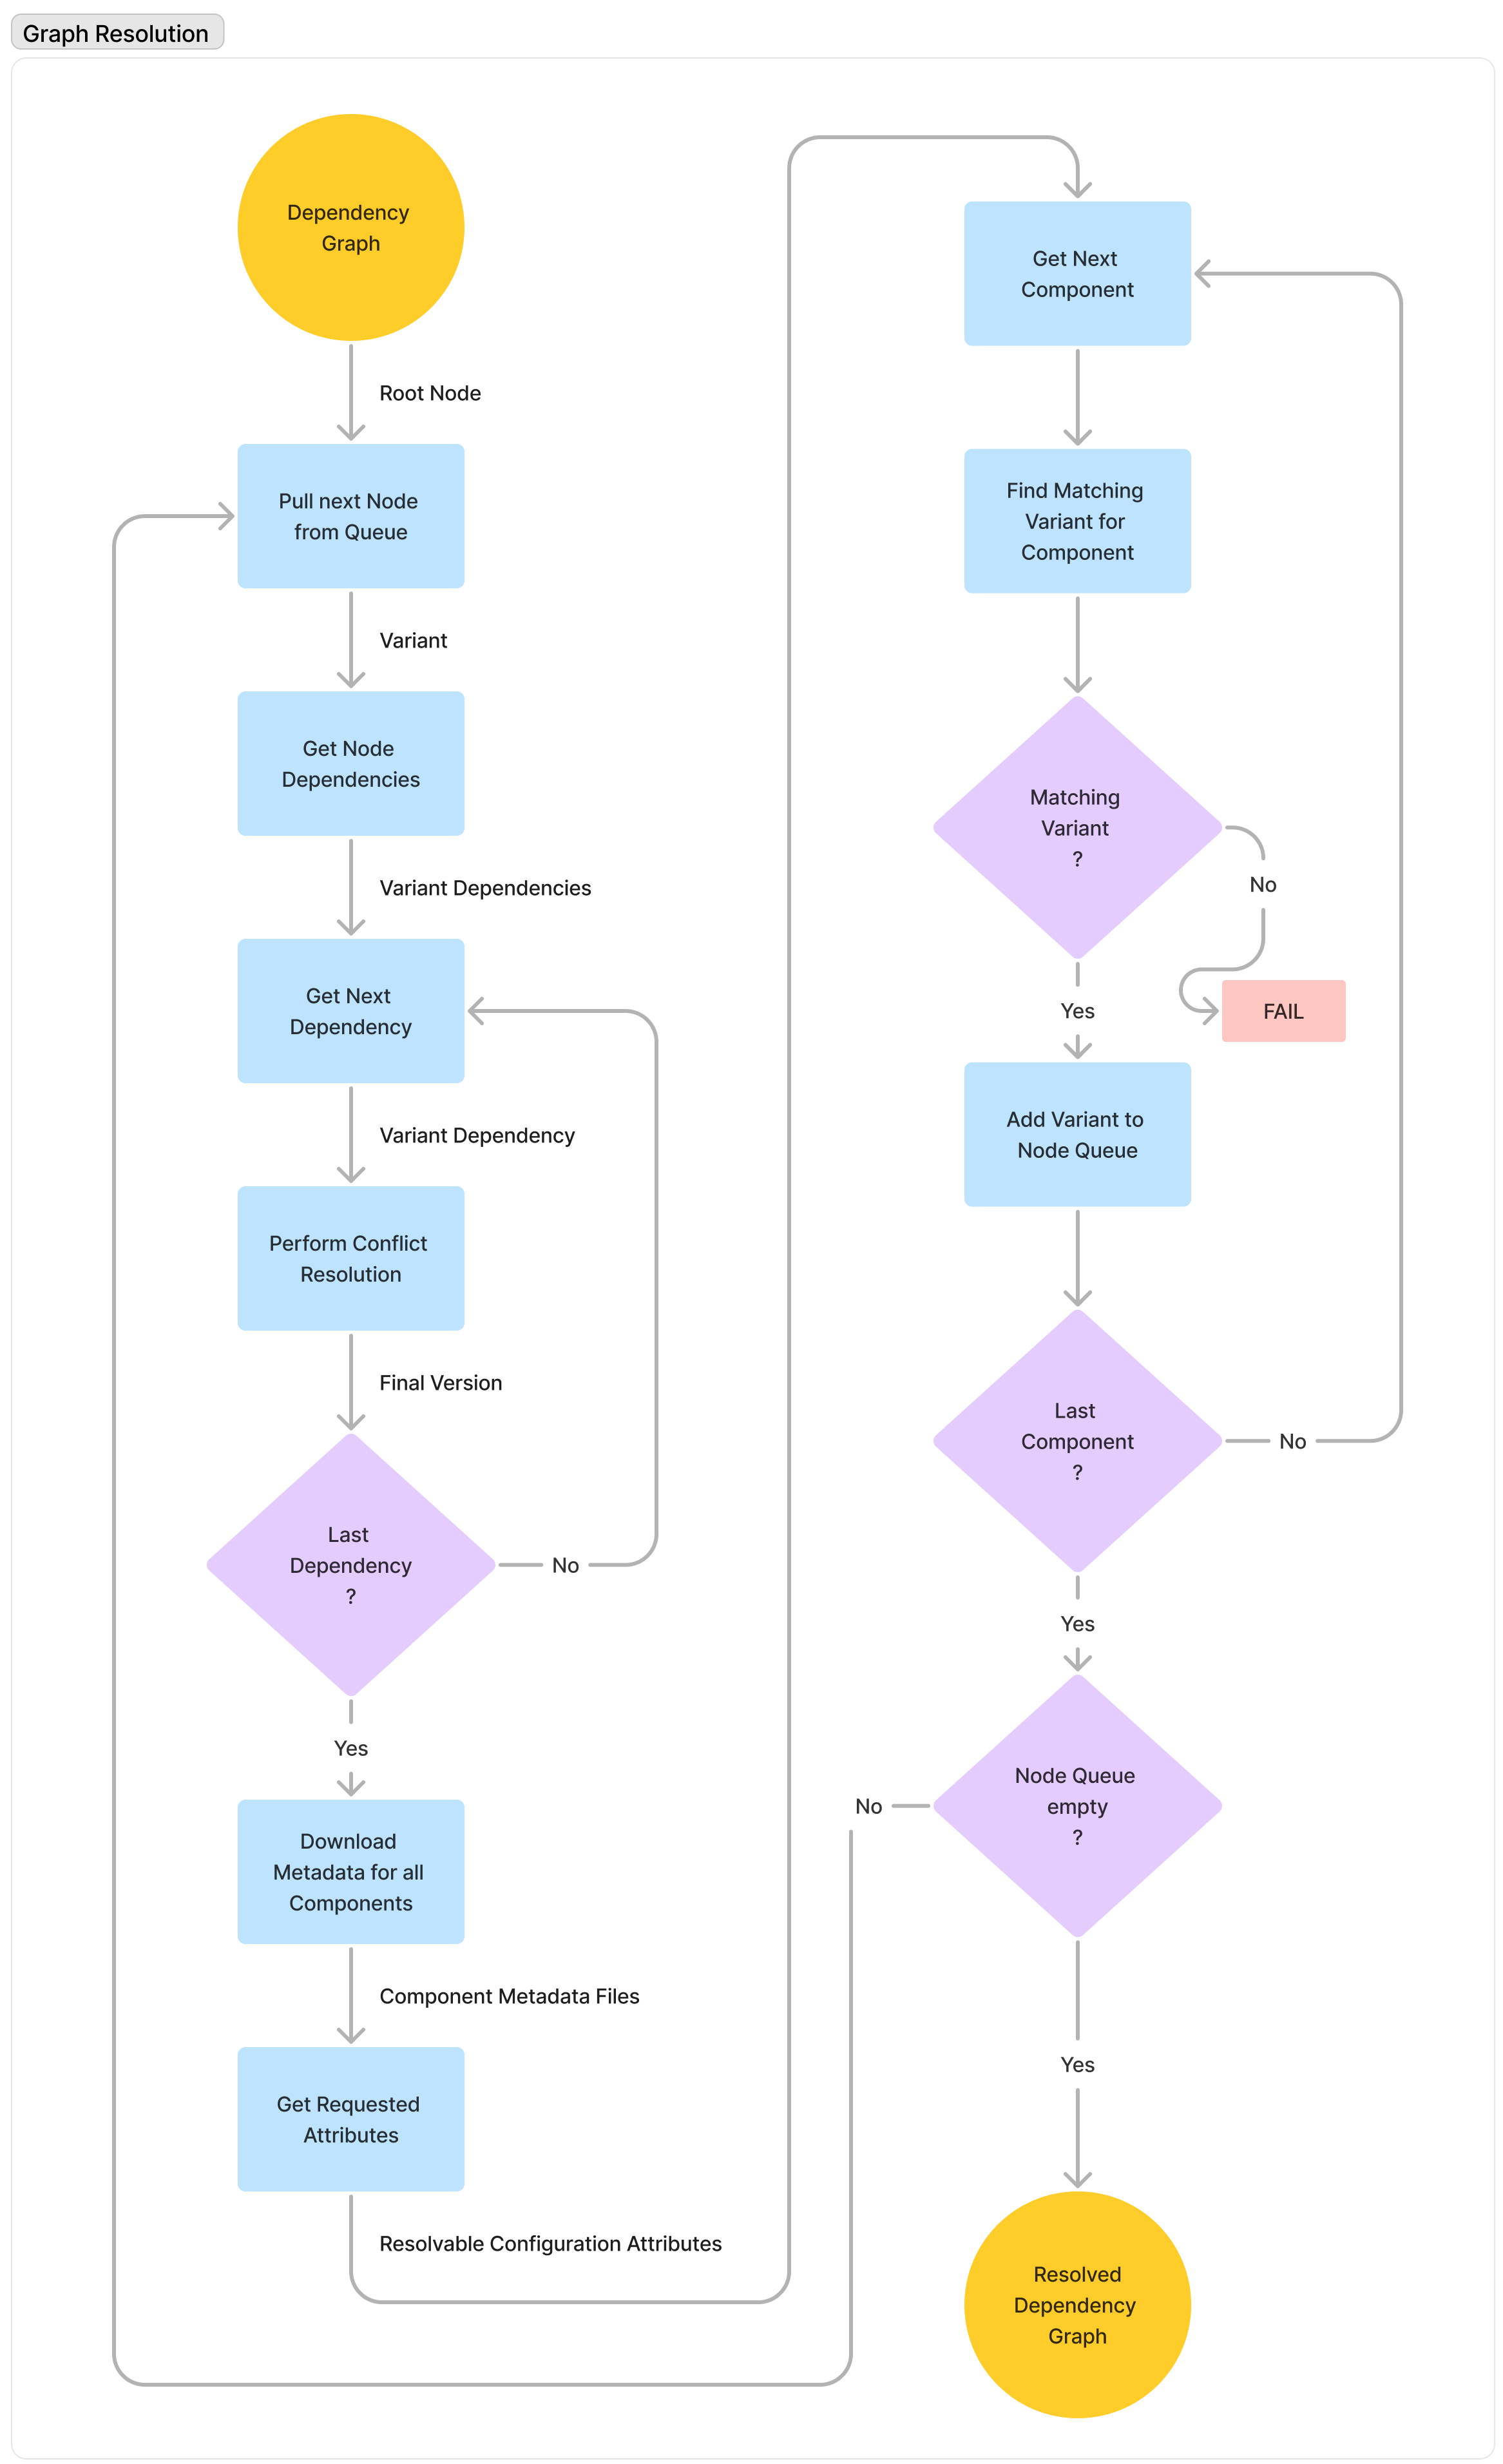 Graph Resolution
Dependency
Graph
Root Node
Pull next Node
from Queue
Variant
Get Node
Dependencies
Variant Dependencies
Get Next
Dependency
Variant Dependency
Perform Conflict
Resolution
Final Version
Last
Dependency
?
No
Yes
Download
Metadata for all
Components
Component Metadata Files
Get Requested
Attributes
Resolvable Configuration Attributes
Get Next
Component
Find Matching
Variant for
Component
Matching
Variant
?
No
FAIL
Yes
Add Variant to
Node Queue
Last
Component
?
No
Yes
Node Queue
empty
?
No
Yes
Resolved
Dependency
Graph